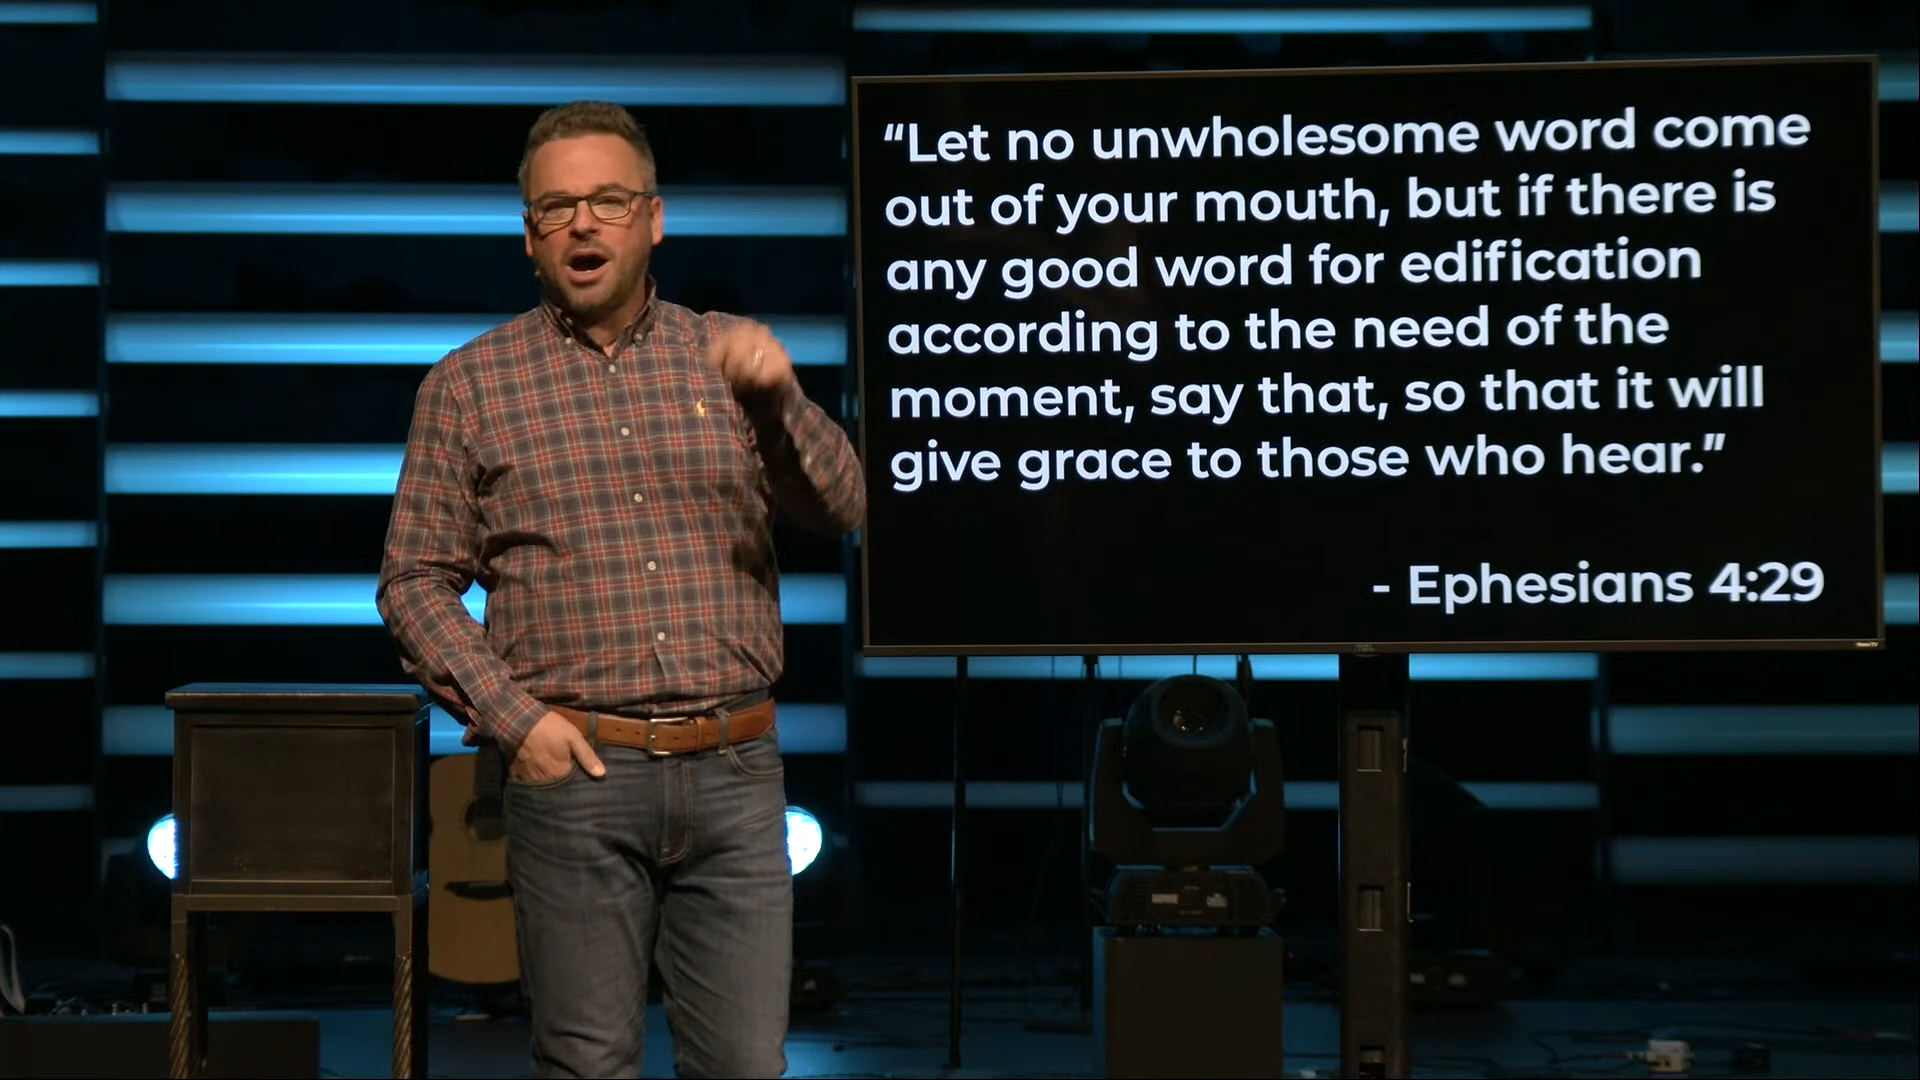 “Let no unwholesome word come
out of your mouth, but if there is
any good word for edification
according to the need of the
moment, say that, so that it will
give grace to those who hear.”
- Ephesians 4:29